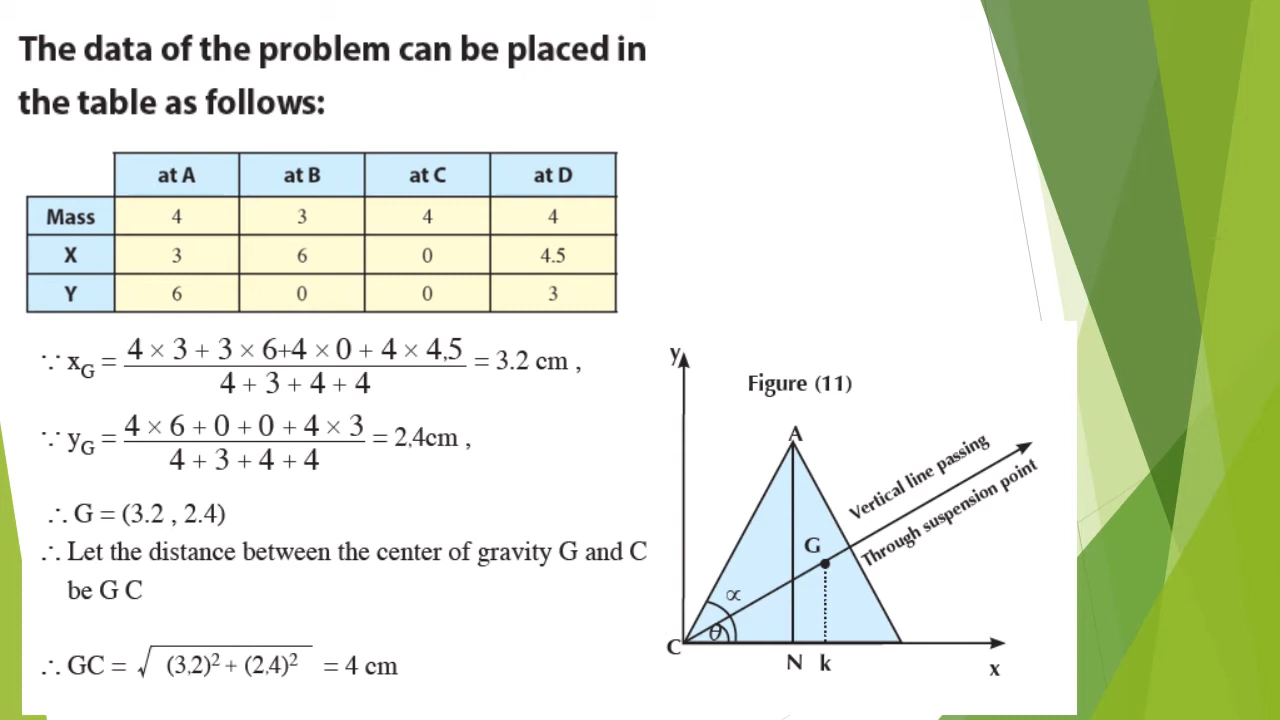 The data of the problem can be placed in
the table as follows:
at A at B at C at D
Mass 4 3 4 4
X 3 6 0 4.5
Y 6 0 0 3
∵ xG = 4 × 3 + 3 × 6+4 × 0 + 4 × 4,5 / 4 + 3 + 4 + 4 = 3.2 cm ,
∵ yG = 4 × 6 + 0 + 0 + 4 × 3 / 4 + 3 + 4 + 4 = 2,4cm ,
∴ G = (3.2 , 2.4)
∴ Let the distance between the center of gravity G and C
be G C
∴ GC = √ (3,2)² + (2,4)² = 4 cm
y
Figure (11)
A
Vertical line passing
Through suspension point
G
∝
θ
C
N k
x